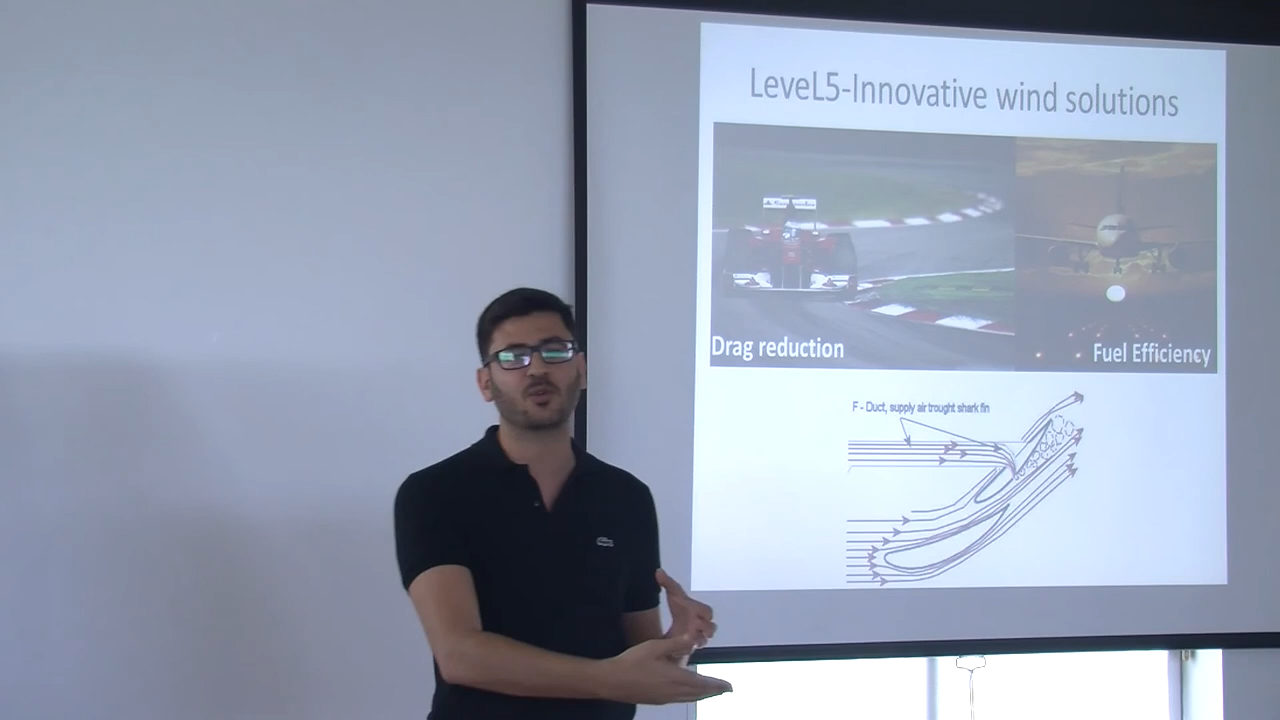 LeveL5-Innovative wind solutions
Drag reduction
Fuel Efficiency
F - Duct, supply air trought shark fin